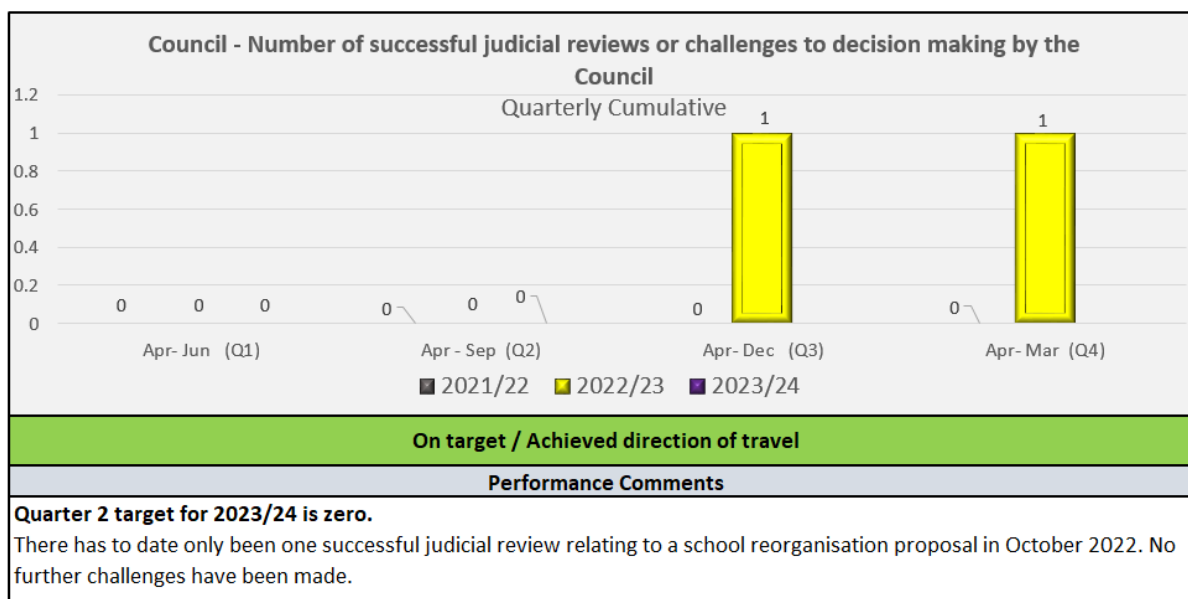 Council - Number of successful judicial reviews or challenges to decision making by the
Council
Quarterly Cumulative
1.2
1
0.8
0.6
0.4
0.2
0
0 0 0
0 0 0
0 1
0 1
Apr- Jun (Q1) Apr - Sep (Q2) Apr- Dec (Q3) Apr- Mar (Q4)
2021/22 2022/23 2023/24
On target / Achieved direction of travel
Performance Comments
Quarter 2 target for 2023/24 is zero.
There has to date only been one successful judicial review relating to a school reorganisation proposal in October 2022. No
further challenges have been made.